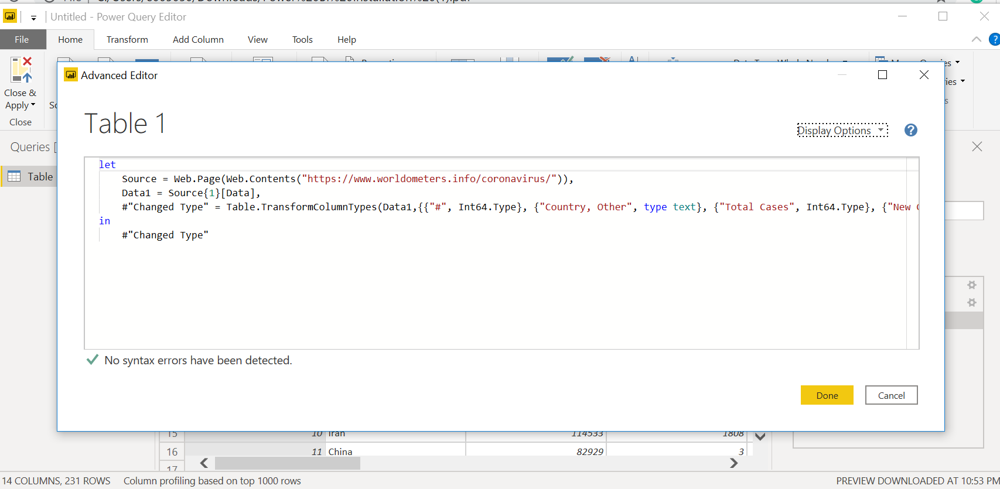 Untitled - Power Query Editor
File Home Transform Add Column View Tools Help
Close &
Apply
Close
Advanced Editor
Table 1
Display Options
Queries [
Table
let
Source = Web.Page(Web.Contents("https://www.worldometers.info/coronavirus/")),
Data1 = Source{1}[Data],
#"Changed Type" = Table.TransformColumnTypes(Data1,{{"#", Int64.Type}, {"Country, Other", type text}, {"Total Cases", Int64.Type}, {"New
in
#"Changed Type"
No syntax errors have been detected.
Done Cancel
15 10 Iran 114533 1808
16 11 China 82929 3
17
14 COLUMNS, 231 ROWS Column profiling based on top 1000 rows PREVIEW DOWNLOADED AT 10:53 PM